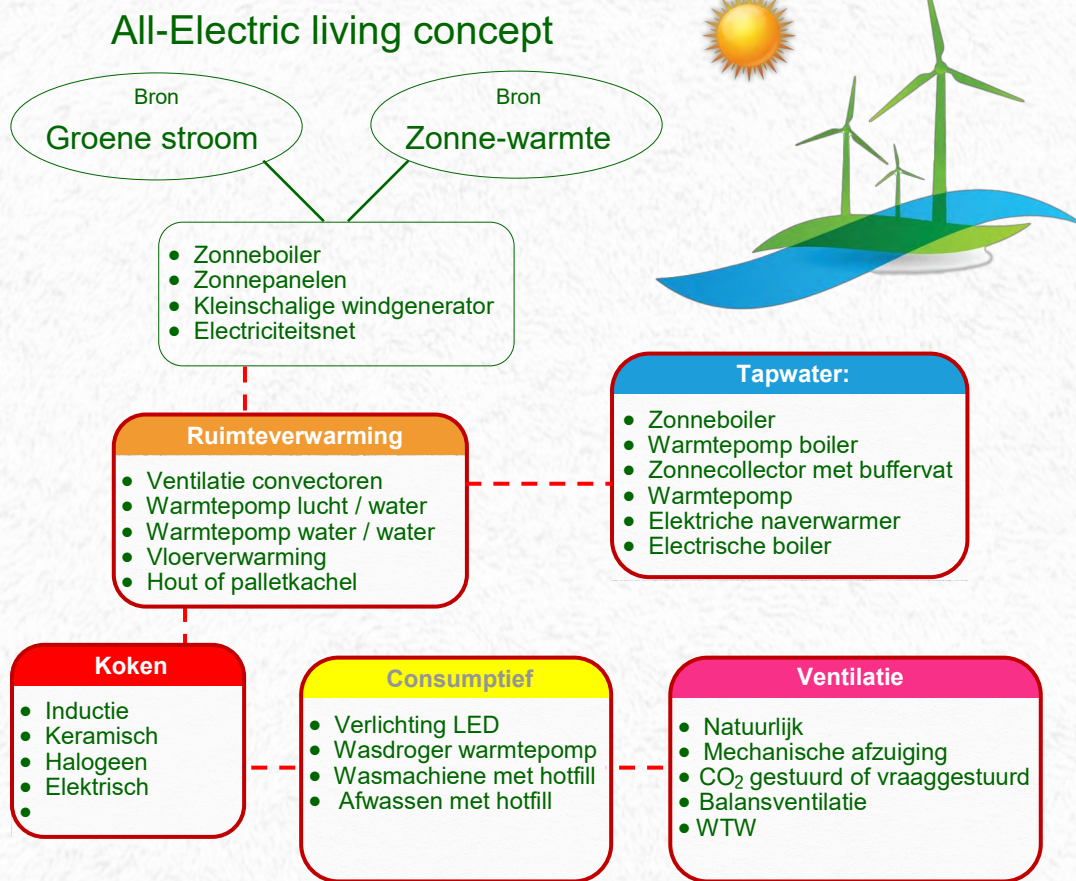 All-Electric living concept
Bron
Groene stroom
Bron
Zonne-warmte
• Zonneboiler
• Zonnepanelen
• Kleinschalige windgenerator
• Electriciteitsnet
Ruimteverwarming
• Ventilatie convectoren
• Warmtepomp lucht / water
• Warmtepomp water / water
• Vloerverwarming
• Hout of palletkachel
Tapwater:
• Zonneboiler
• Warmtepomp boiler
• Zonnecollector met buffervat
• Warmtepomp
• Elektriche naverwarmer
• Electrische boiler
Koken
• Inductie
• Keramisch
• Halogeen
• Elektrisch
•
Consumptief
• Verlichting LED
• Wasdroger warmtepomp
• Wasmachiene met hotfill
• Afwassen met hotfill
Ventilatie
• Natuurlijk
• Mechanische afzuiging
• CO₂ gestuurd of vraaggestuurd
• Balansventilatie
• WTW